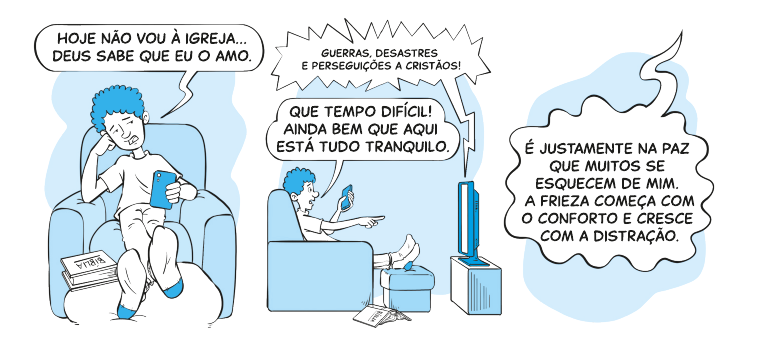 HOJE NÃO VOU À IGREJA...
DEUS SABE QUE EU O AMO.
BÍBLIA
GUERRAS, DESASTRES
E PERSEGUIÇÕES A CRISTÃOS!
QUE TEMPO DIFÍCIL!
AINDA BEM QUE AQUI
ESTÁ TUDO TRANQUILO.
BÍBLIA
É JUSTAMENTE NA PAZ
QUE MUITOS SE
ESQUECEM DE MIM.
A FRIEZA COMEÇA COM
O CONFORTO E CRESCE
COM A DISTRAÇÃO.